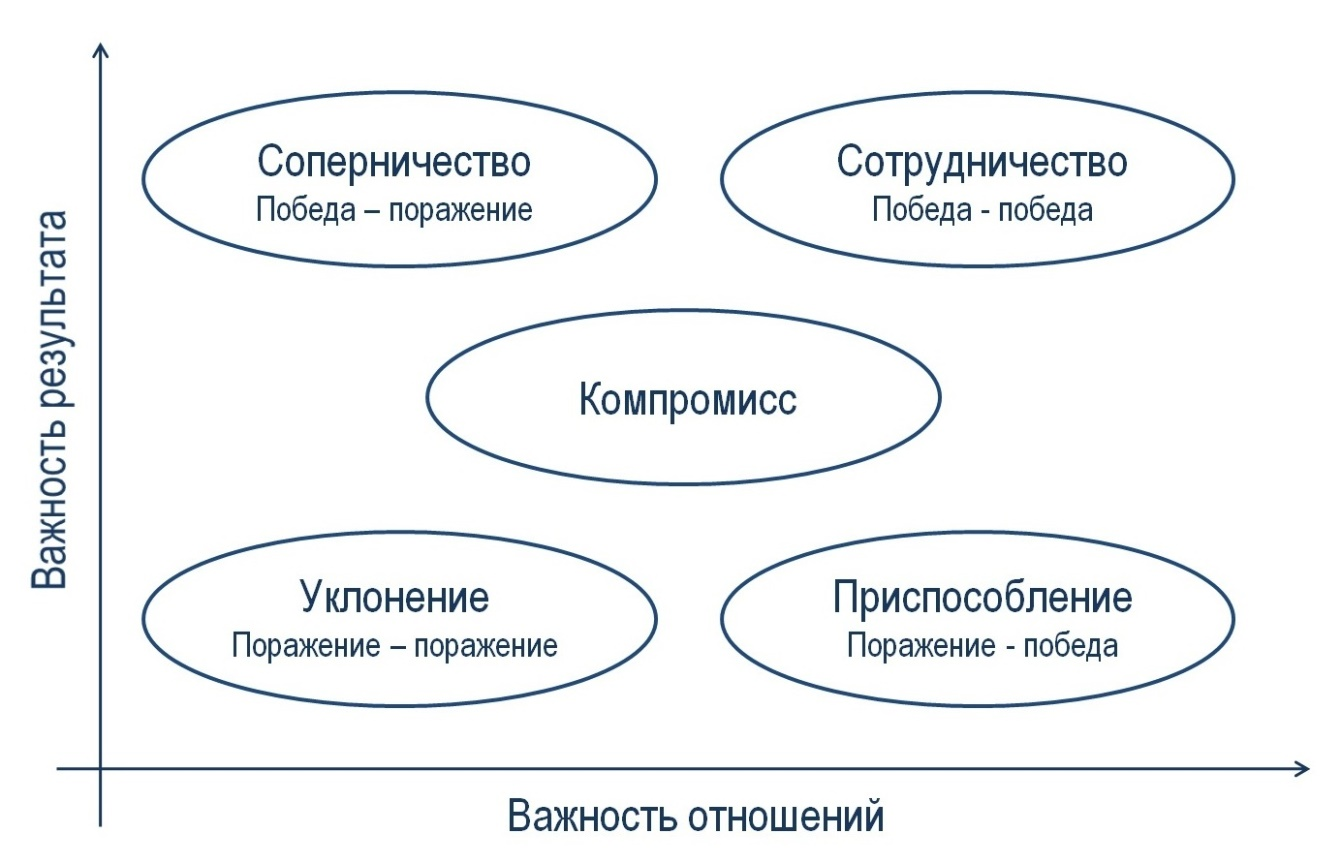 Важность результата
Соперничество
Победа – поражение
Сотрудничество
Победа - победа
Компромисс
Уклонение
Поражение – поражение
Приспособление
Поражение - победа
Важность отношений